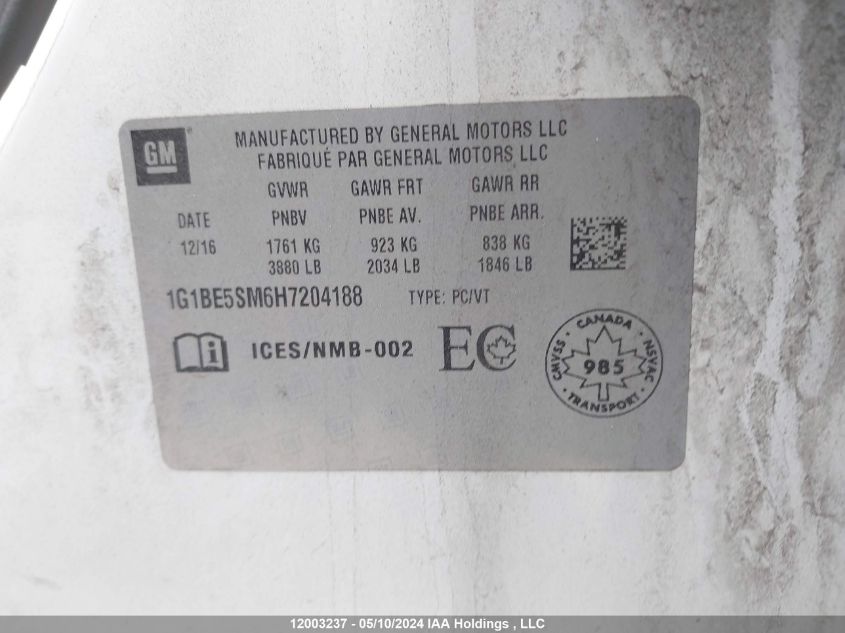 GM
MANUFACTURED BY GENERAL MOTORS LLC
FABRIQUÉ PAR GENERAL MOTORS LLC
GVWR GAWR FRT GAWR RR
DATE PNBV PNBE AV. PNBE ARR.
12/16 1761 KG 923 KG 838 KG
3880 LB 2034 LB 1846 LB
1G1BE5SM6H7204188 TYPE: PC/VT
i ICES/NMB-002 EC
CANADA
CMVSS 985 NSVAC
TRANSPORT
12003237 - 05/10/2024 IAA Holdings , LLC